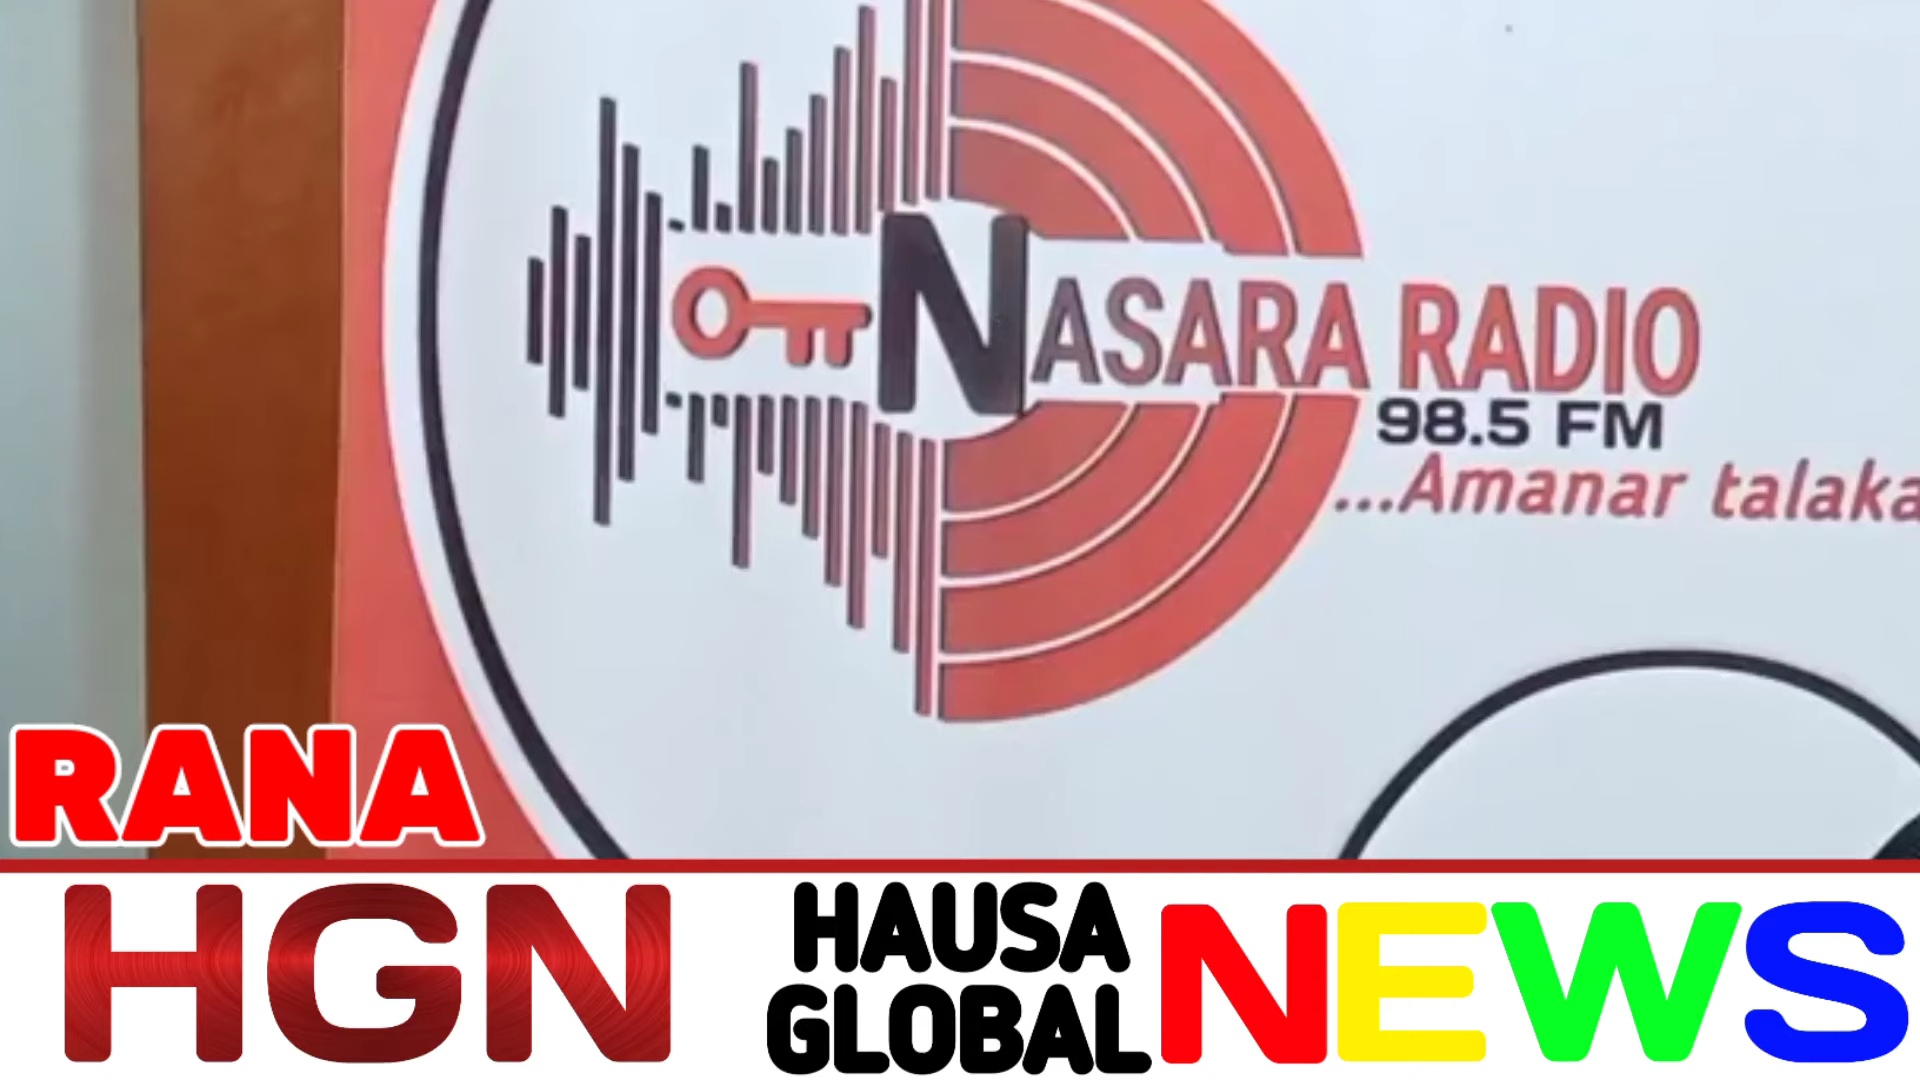 NASARA RADIO
98.5 FM
...Amanar talaka
RANA
HGN
HAUSA
GLOBAL
NEWS